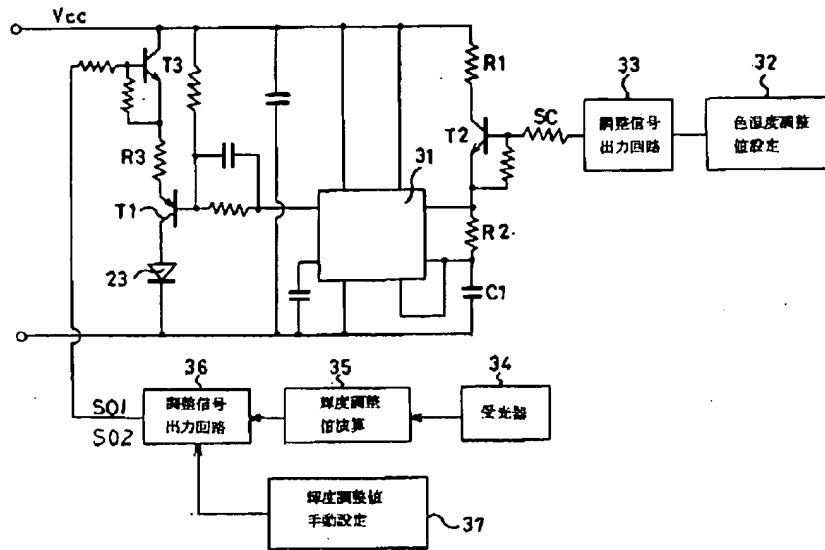 Vcc
T3
R1
33
32
SC
調整信号
出力回路
色温度調整
値設定
T2
R3
31
T1
R2
23
C1
36
35
34
S01
S02
調整信号
出力回路
輝度調整
値演算
受光器
輝度調整値
手動設定
37